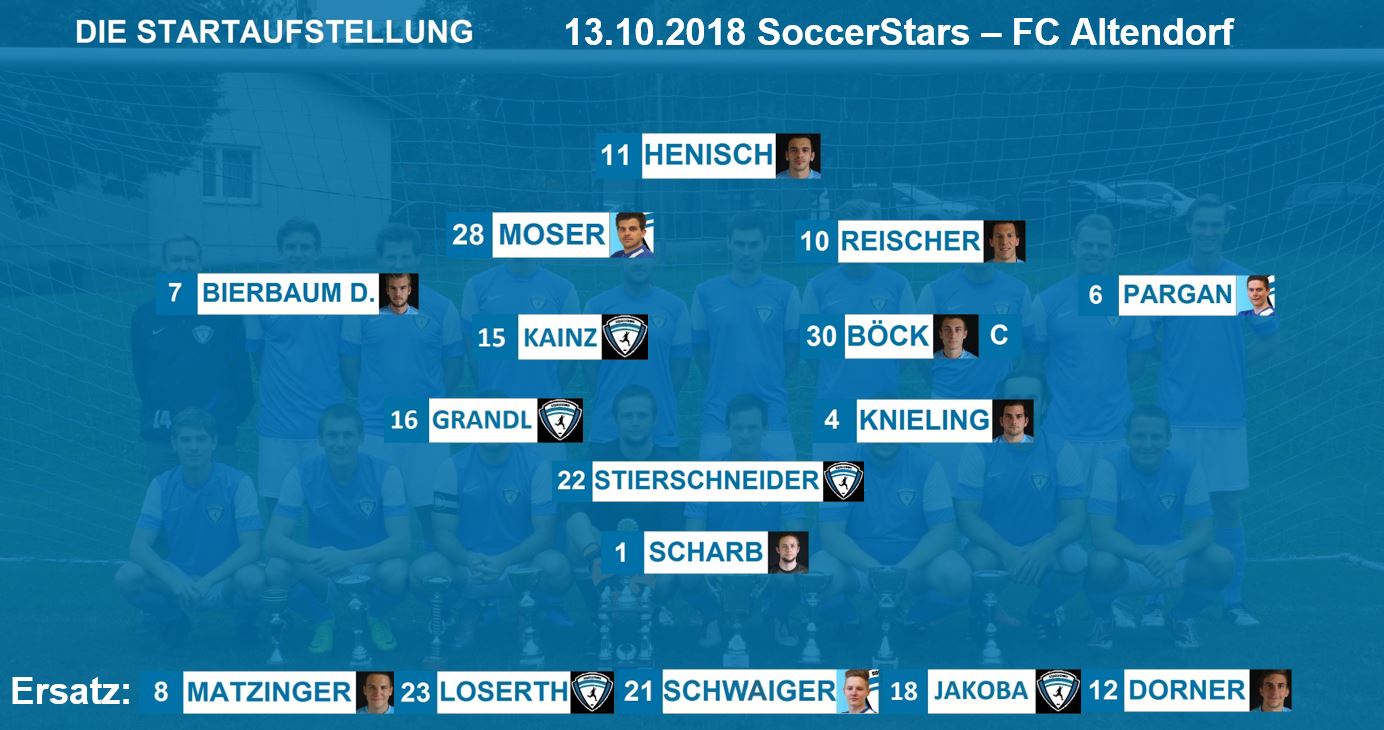 DIE STARTAUFSTELLUNG 13.10.2018 SoccerStars – FC Altendorf
11 HENISCH
28 MOSER 10 REISCHER
7 BIERBAUM D. 6 PARGAN
15 KAINZ 30 BÖCK C
16 GRANDL 4 KNIELING
22 STIERSCHNEIDER
1 SCHARB
Ersatz: 8 MATZINGER 23 LOSERTH 21 SCHWAIGER 18 JAKOBA 12 DORNER